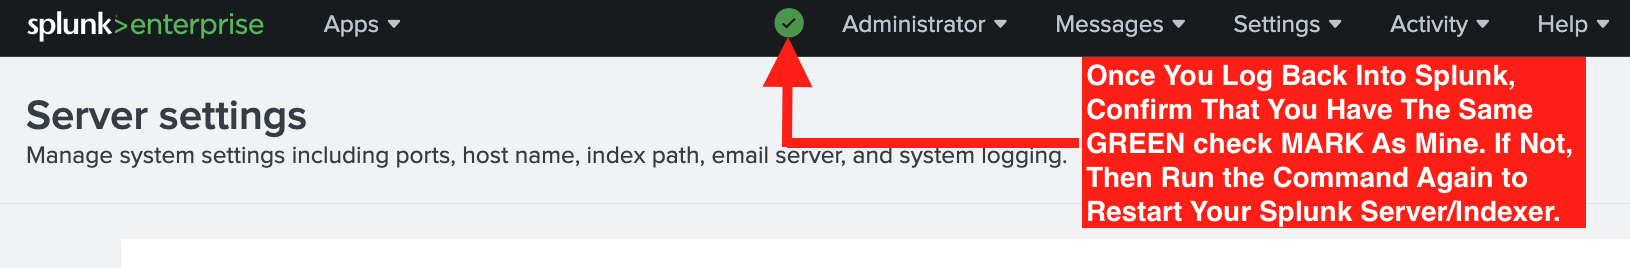 splunk>enterprise Apps Administrator Messages Settings Activity Help
Server settings
Manage system settings including ports, host name, index path, email server, and system logging.
Once You Log Back Into Splunk,
Confirm That You Have The Same
GREEN check MARK As Mine. If Not,
Then Run the Command Again to
Restart Your Splunk Server/Indexer.